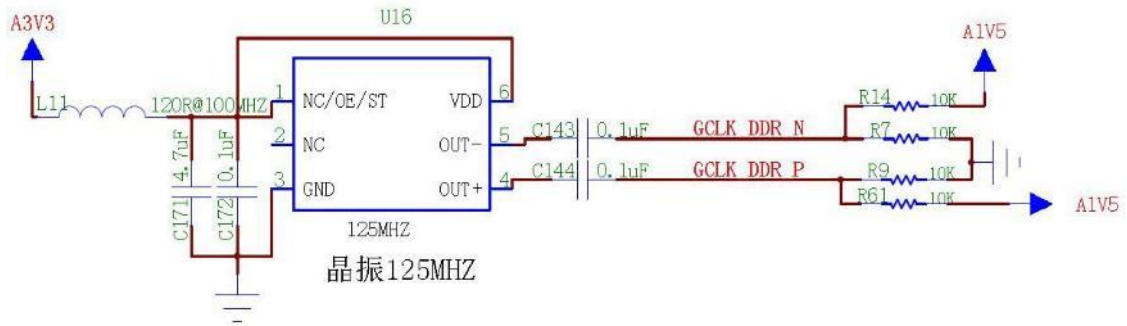 A3V3
U16
A1V5
L11
120R@100MHZ
1
NC/OE/ST
VDD
6
R14
10K
2
NC
OUT-
5
C143
0.1uF
GCLK DDR N
R7
10K
3
GND
OUT+
4
C144
0.1uF
GCLK DDR P
R9
10K
R61
10K
A1V5
4.7uF
0.1uF
C171
C172
125MHZ
晶振125MHZ